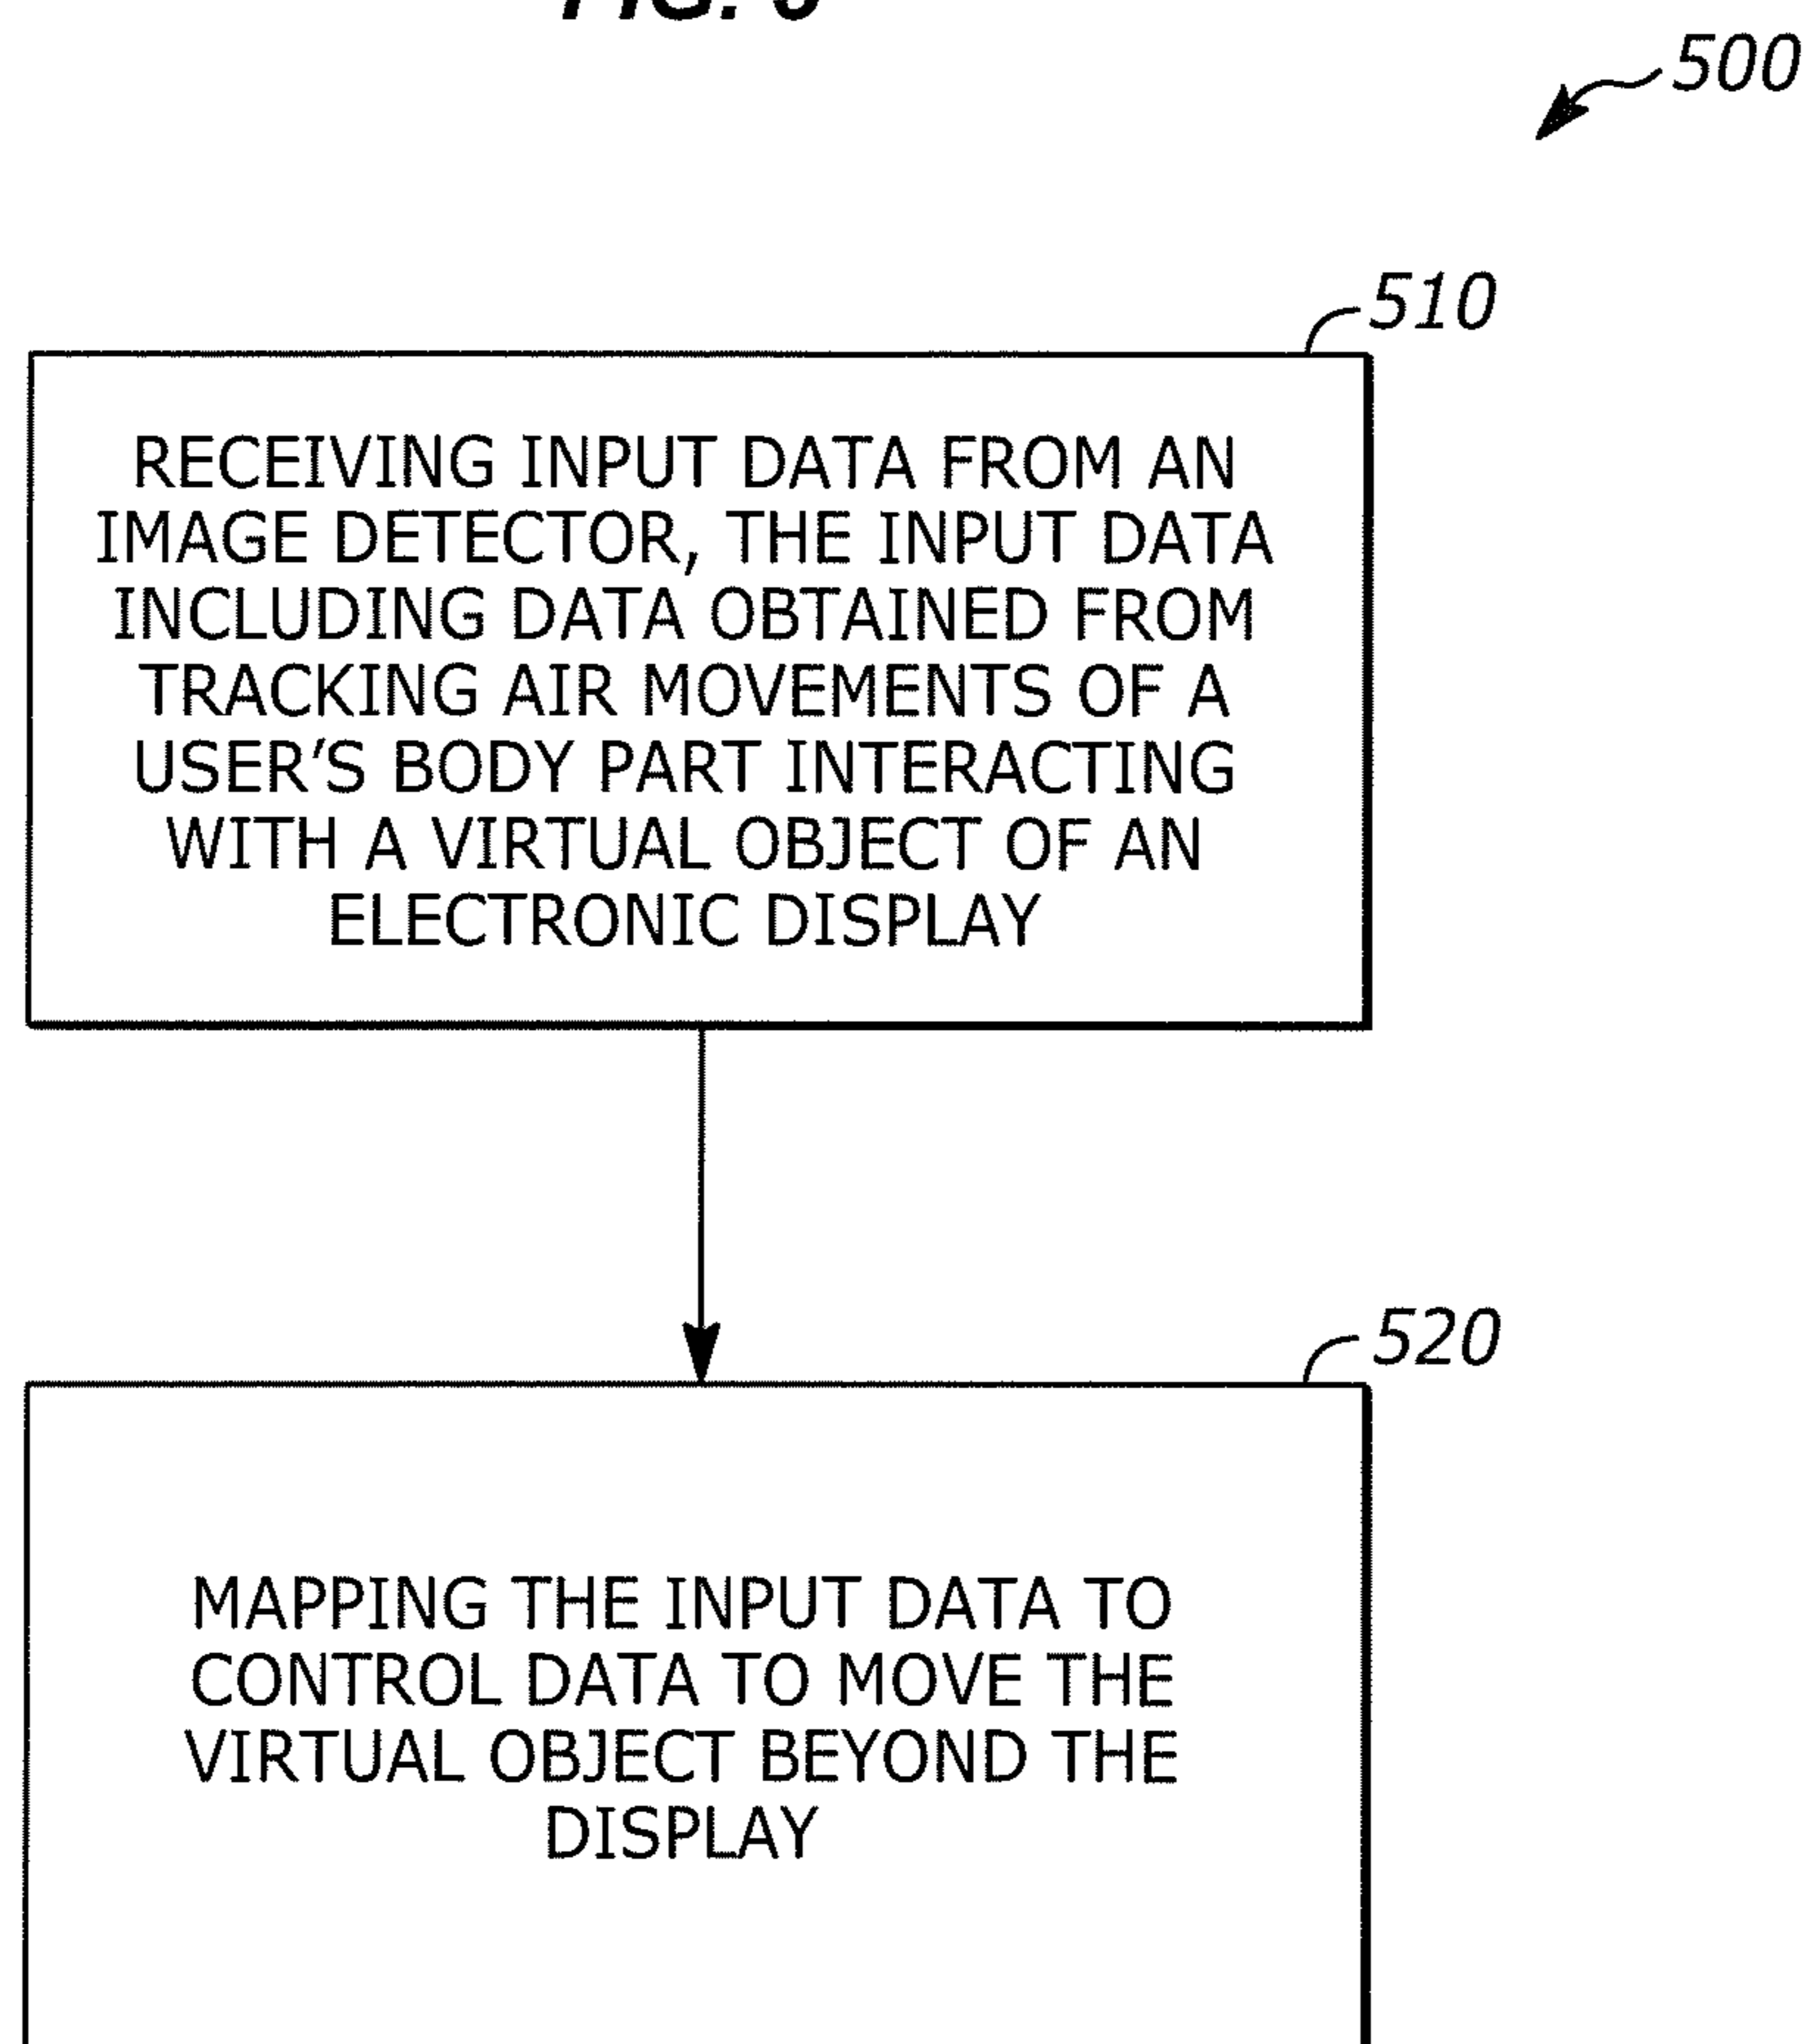 FIG.
500
510
RECEIVING INPUT DATA FROM AN
IMAGE DETECTOR, THE INPUT DATA
INCLUDING DATA OBTAINED FROM
TRACKING AIR MOVEMENTS OF A
USER'S BODY PART INTERACTING
WITH A VIRTUAL OBJECT OF AN
ELECTRONIC DISPLAY
520
MAPPING THE INPUT DATA TO
CONTROL DATA TO MOVE THE
VIRTUAL OBJECT BEYOND THE
DISPLAY